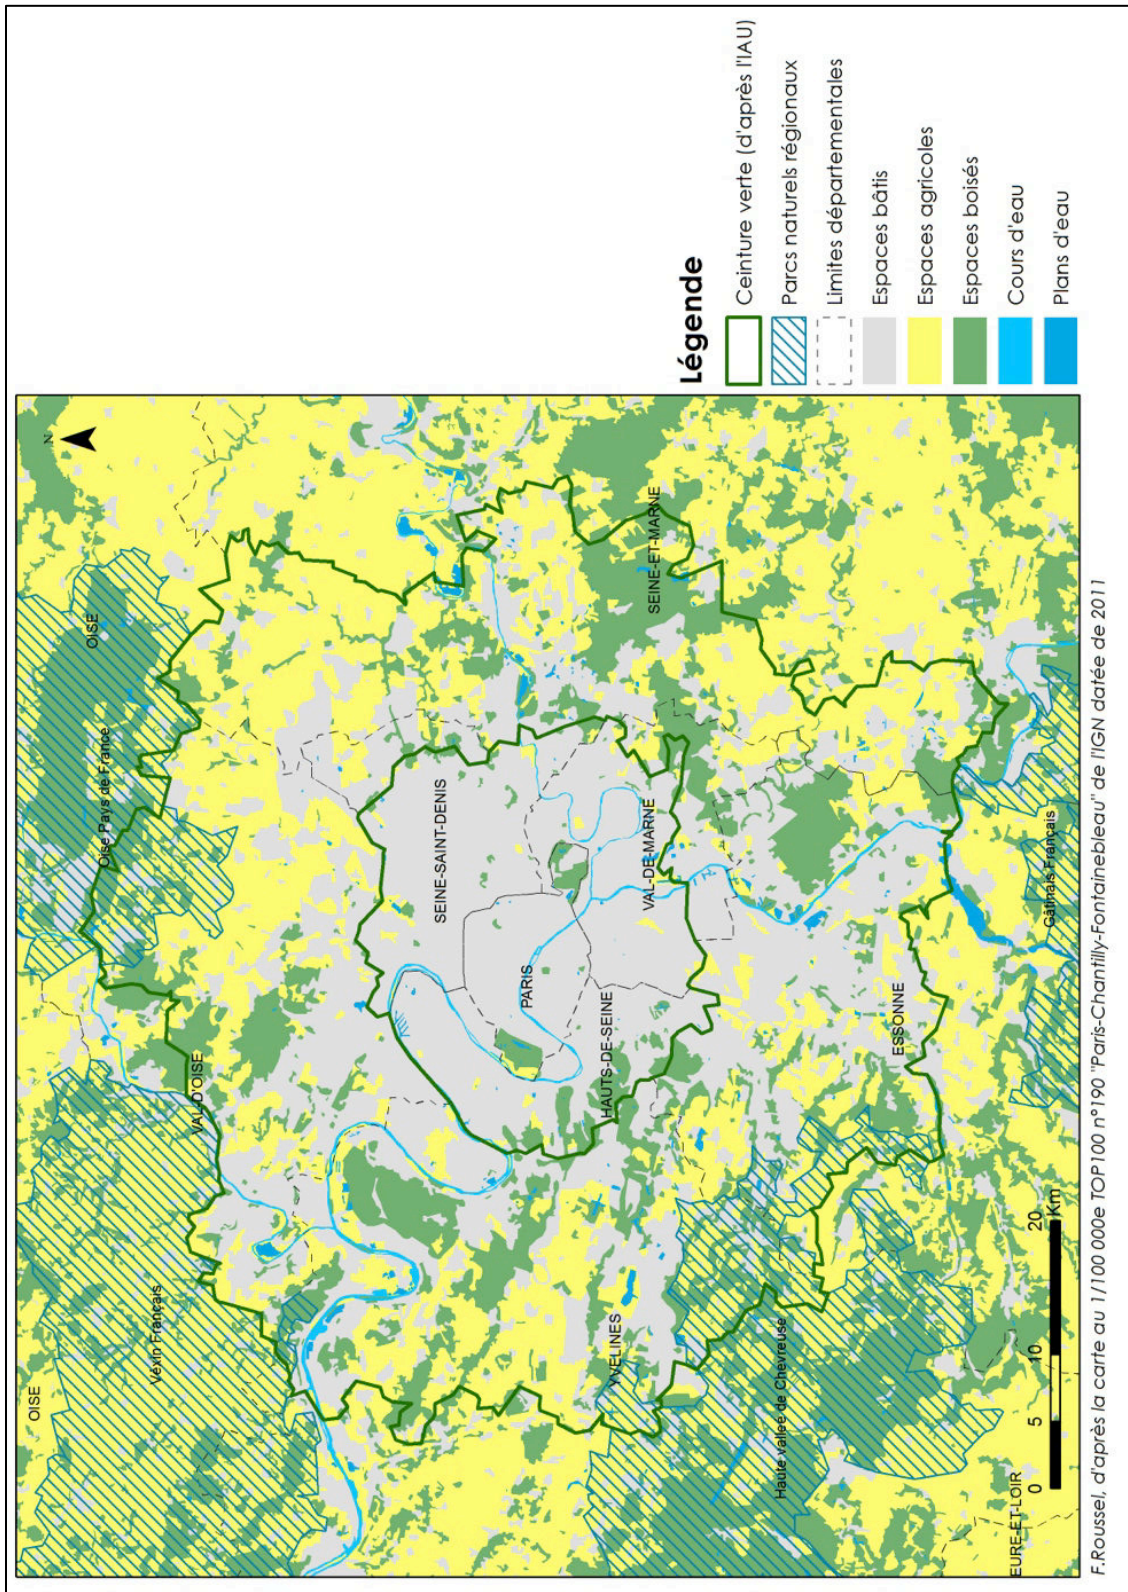 N
OISE
Oise Pays de France
OISE
Vexin Français
VAL-D'OISE
SEINE-SAINT-DENIS
PARIS
HAUTS-DE-SEINE
VAL-DE-MARNE
SEINE-ET-MARNE
YVELINES
Haute vallée de Chevreuse
ESSONNE
Gâtinais Français
EURE-ET-LOIR
0 5 10 20
Km
Légende
Ceinture verte (d'après l'IAU)
Parcs naturels régionaux
Limites départementales
Espaces bâtis
Espaces agricoles
Espaces boisés
Cours d'eau
Plans d'eau
F.Roussel, d'après la carte au 1/100 000e TOP100 n°190 "Paris-Chantilly-Fontainebleau" de l'IGN datée de 2011